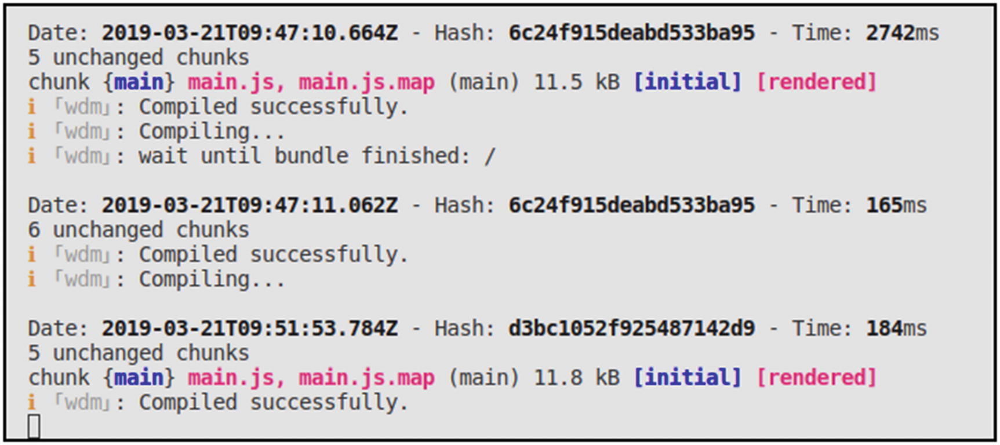 Date: 2019-03-21T09:47:10.664Z - Hash: 6c24f915deabd533ba95 - Time: 2742ms
5 unchanged chunks
chunk {main} main.js, main.js.map (main) 11.5 kB [initial] [rendered]
i ｢wdm｣: Compiled successfully.
i ｢wdm｣: Compiling...
i ｢wdm｣: wait until bundle finished: /
Date: 2019-03-21T09:47:11.062Z - Hash: 6c24f915deabd533ba95 - Time: 165ms
6 unchanged chunks
i ｢wdm｣: Compiled successfully.
i ｢wdm｣: Compiling...
Date: 2019-03-21T09:51:53.784Z - Hash: d3bc1052f925487142d9 - Time: 184ms
5 unchanged chunks
chunk {main} main.js, main.js.map (main) 11.8 kB [initial] [rendered]
i ｢wdm｣: Compiled successfully.